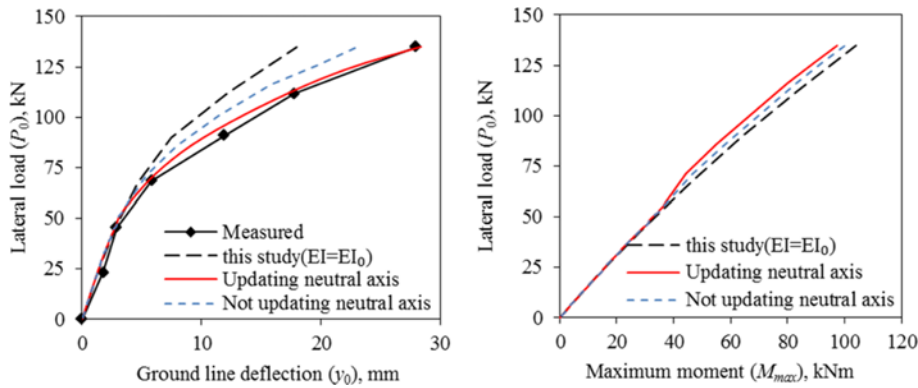 150
125
100
75
50
25
0
Lateral load (P₀), kN
Measured
this study(EI=EI₀)
Updating neutral axis
Not updating neutral axis
0 10 20 30
Ground line deflection (y₀), mm
150
125
100
75
50
25
0
Lateral load (P₀), kN
this study(EI=EI₀)
Updating neutral axis
Not updating neutral axis
0 20 40 60 80 100 120
Maximum moment (Mmax), kNm